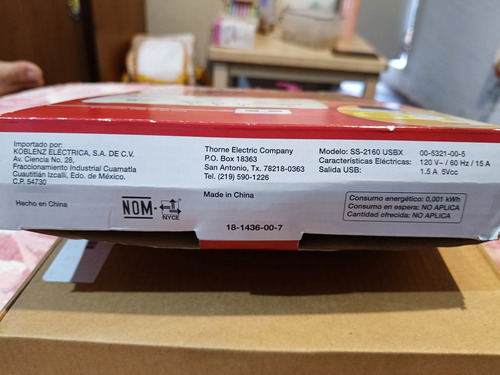 Importado por:
KOBLENZ ELÉCTRICA, S.A. DE C.V.
Av. Ciencia No. 28,
Fraccionamiento Industrial Cuamatla
Cuautitlán Izcalli, Edo. de México.
C.P. 54730
Hecho en China
NOM
NYCE
Thorne Electric Company
P.O. Box 18363
San Antonio, Tx. 78218-0363
Tel. (219) 590-1226
Made in China
18-1436-00-7
Modelo: SS-2160 USBX 00-5321-00-5
Características Eléctricas: 120 V~ / 60 Hz / 15 A
Salida USB: 1.5 A 5Vcc
Consumo energético: 0,001 kWh
Consumo en espera: NO APLICA
Cantidad ofrecida: NO APLICA